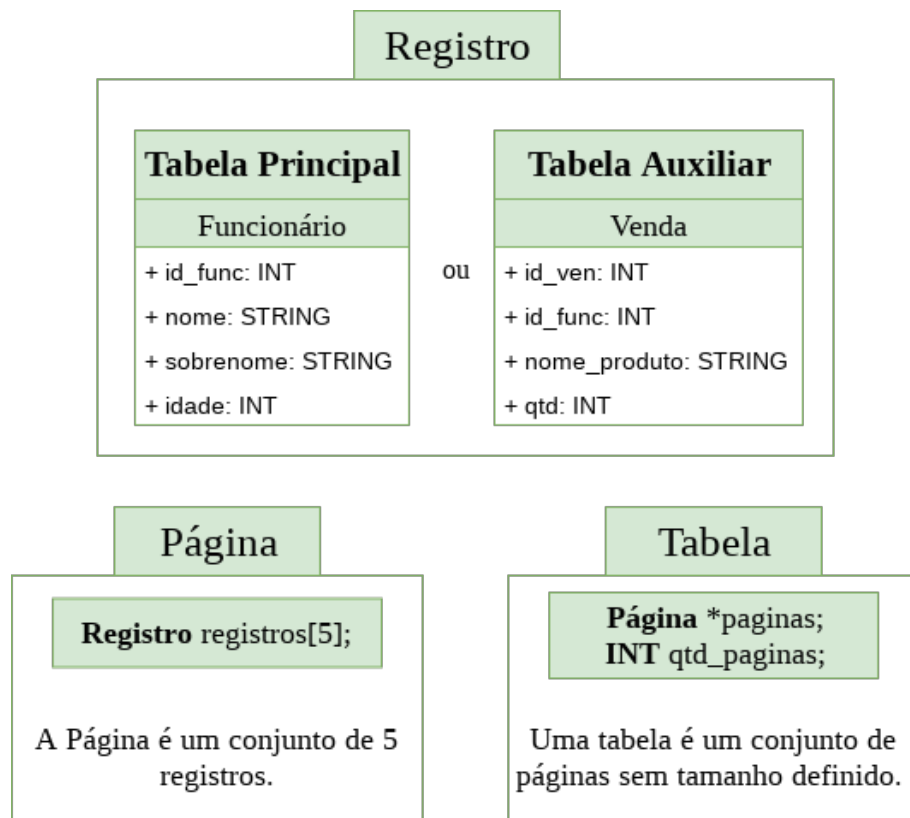 Registro
Tabela Principal
Funcionário
+ id_func: INT
+ nome: STRING
+ sobrenome: STRING
+ idade: INT
ou
Tabela Auxiliar
Venda
+ id_ven: INT
+ id_func: INT
+ nome_produto: STRING
+ qtd: INT
Página
Registro registros[5];
A Página é um conjunto de 5
registros.
Tabela
Página *paginas;
INT qtd_paginas;
Uma tabela é um conjunto de
páginas sem tamanho definido.